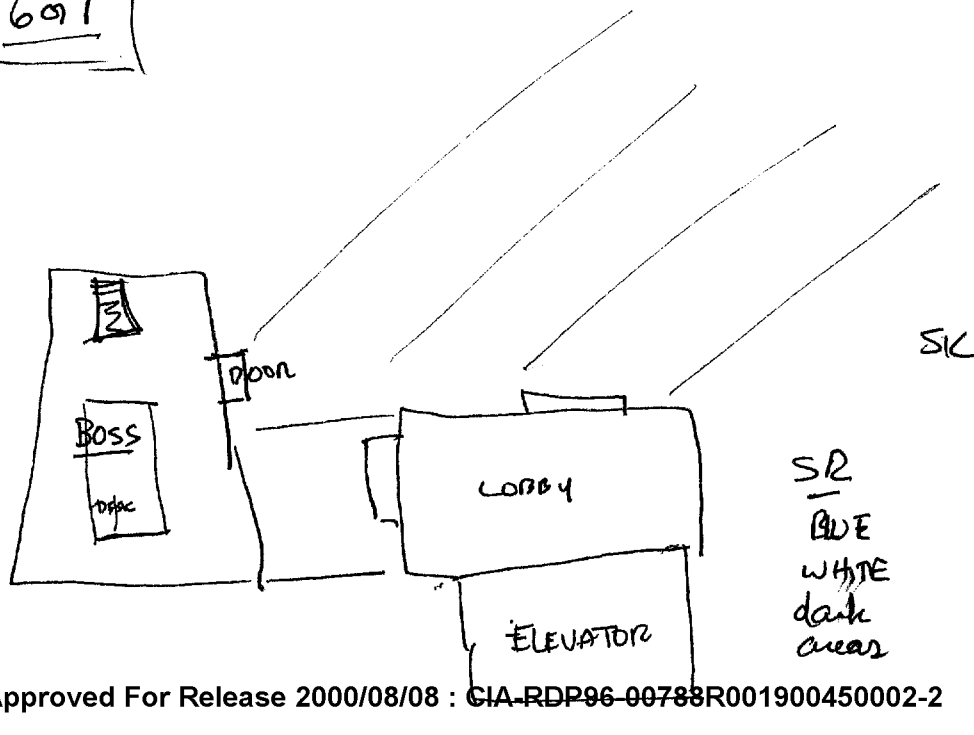 DOOR
SK
BOSS
LOBBY
SR
BLUE
WHITE
dark
areas
ELEVATOR
Approved For Release 2000/08/08 : CIA-RDP96-00788R001900450002-2